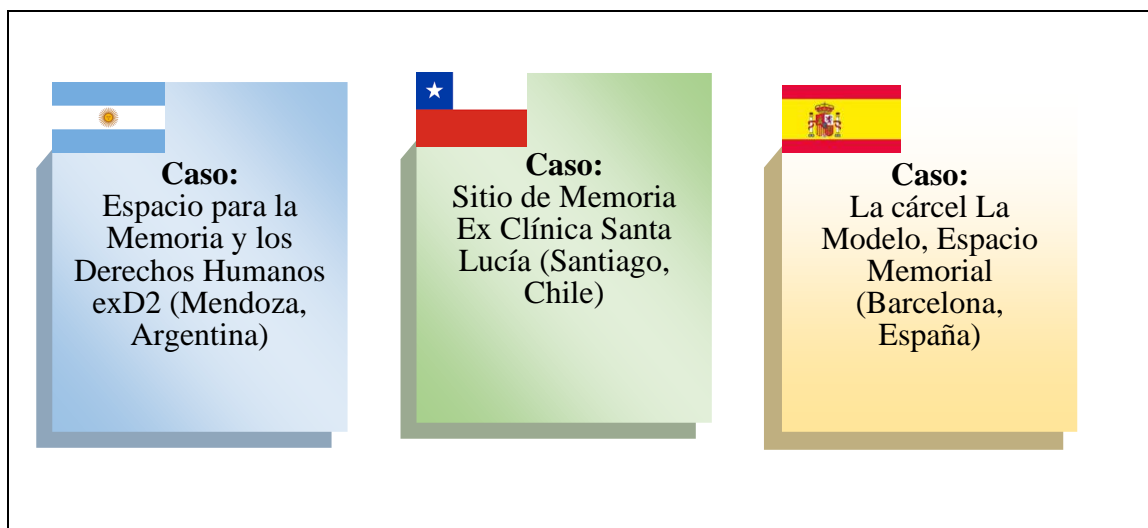 Caso:
Espacio para la
Memoria y los
Derechos Humanos
exD2 (Mendoza,
Argentina)
Caso:
Sitio de Memoria
Ex Clínica Santa
Lucía (Santiago,
Chile)
Caso:
La cárcel La
Modelo, Espacio
Memorial
(Barcelona,
España)